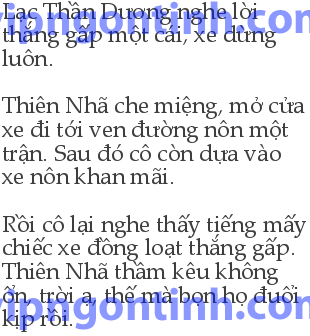 Lạc Thần Dương nghe lời
thắng gấp một cái, xe dừng
luôn.
Thiên Nhã che miệng, mở cửa
xe đi tới ven đường nôn một
trận. Sau đó cô còn dựa vào
xe nôn khan mãi.
Rồi cô lại nghe thấy tiếng mấy
chiếc xe đồng loạt thắng gấp.
Thiên Nhã thầm kêu không
ổn, trời ạ, thế mà bọn họ đuổi
kịp rồi.
vipngontinh.com
vipngontinh.com